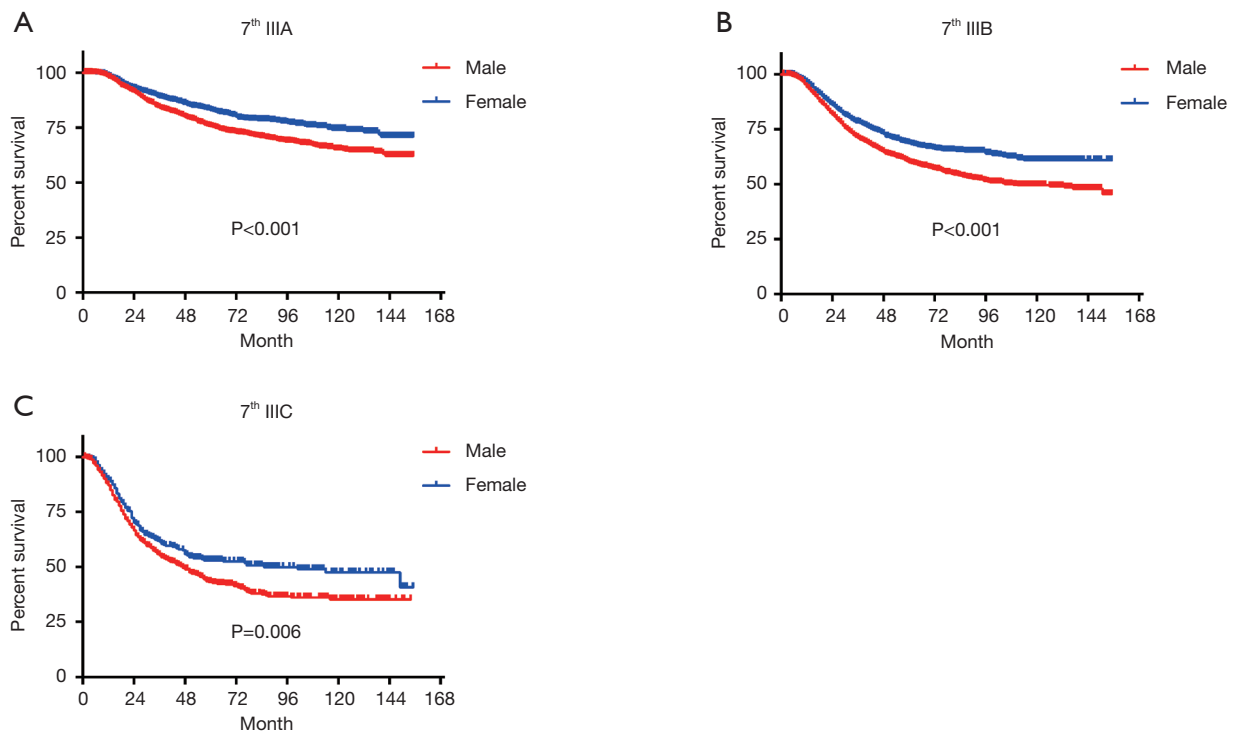 A
7th IIIA
Percent survival
100
75
50
25
0
Male
Female
P<0.001
0 24 48 72 96 120 144 168
Month
B
7th IIIB
Percent survival
100
75
50
25
0
Male
Female
P<0.001
0 24 48 72 96 120 144 168
Month
C
7th IIIC
Percent survival
100
75
50
25
0
Male
Female
P=0.006
0 24 48 72 96 120 144 168
Month